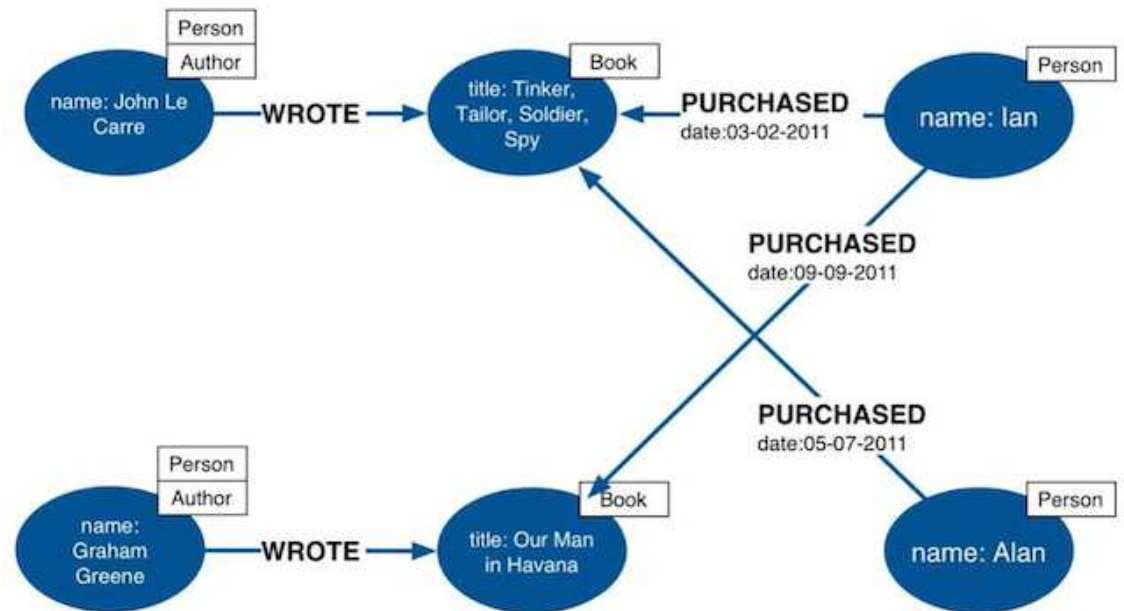 Person
Author
name: John Le
Carre
WROTE
Book
title: Tinker,
Tailor, Soldier,
Spy
PURCHASED
date:03-02-2011
Person
name: Ian
PURCHASED
date:09-09-2011
PURCHASED
date:05-07-2011
Person
Author
name:
Graham
Greene
WROTE
Book
title: Our Man
in Havana
Person
name: Alan